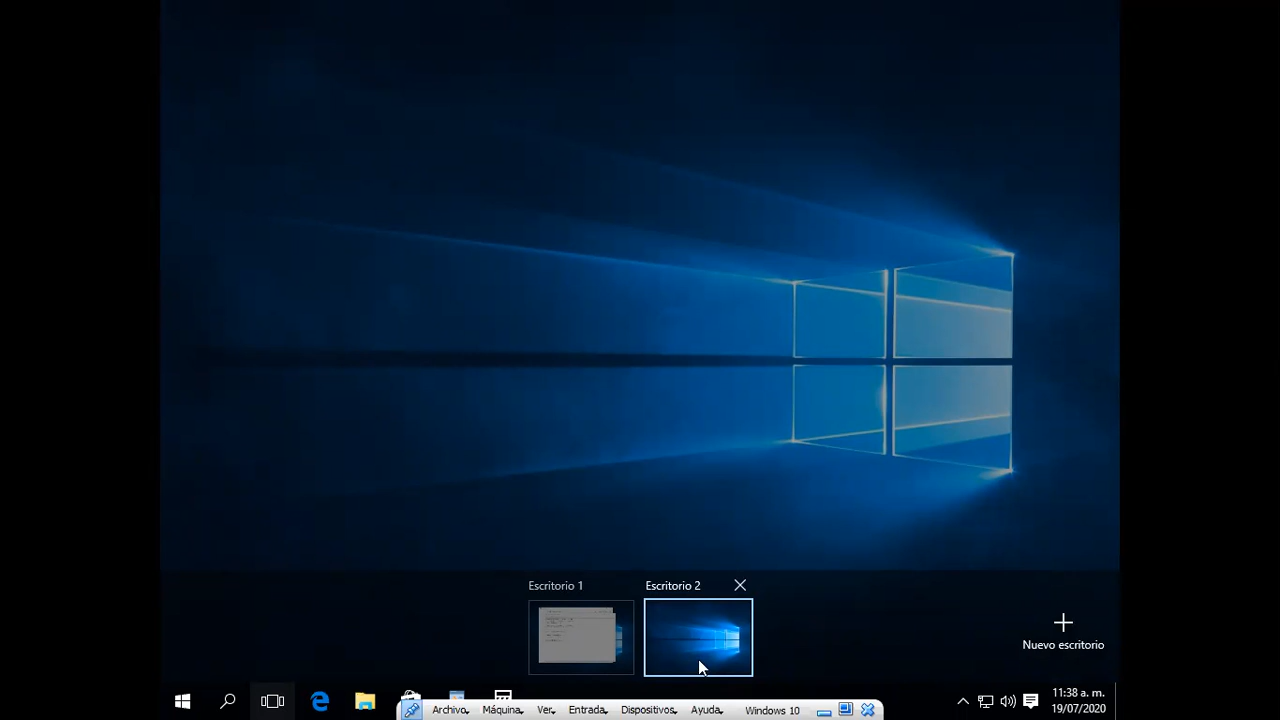 Escritorio 1
Escritorio 2
Nuevo escritorio
11:38 a. m.
19/07/2020
Archivo
Máquina
Ver
Entrada
Dispositivos
Ayuda
Windows 10